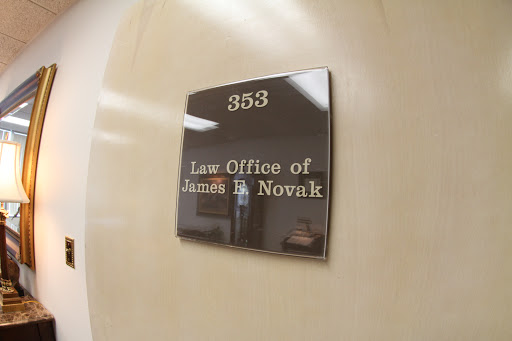 353
Law Office of
James E. Novak